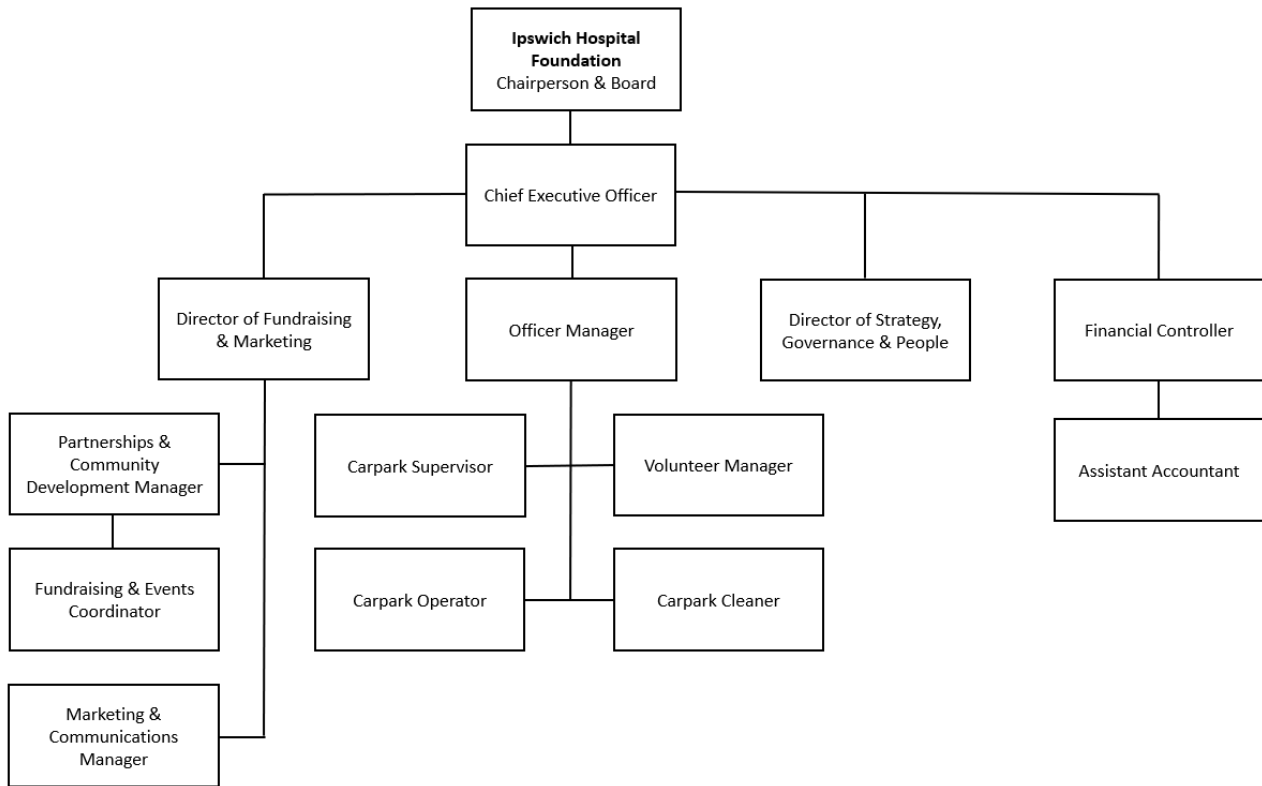 Ipswich Hospital
Foundation
Chairperson & Board
Chief Executive Officer
Director of Fundraising
& Marketing
Officer Manager
Director of Strategy,
Governance & People
Financial Controller
Partnerships &
Community
Development Manager
Carpark Supervisor
Volunteer Manager
Assistant Accountant
Fundraising & Events
Coordinator
Carpark Operator
Carpark Cleaner
Marketing &
Communications
Manager